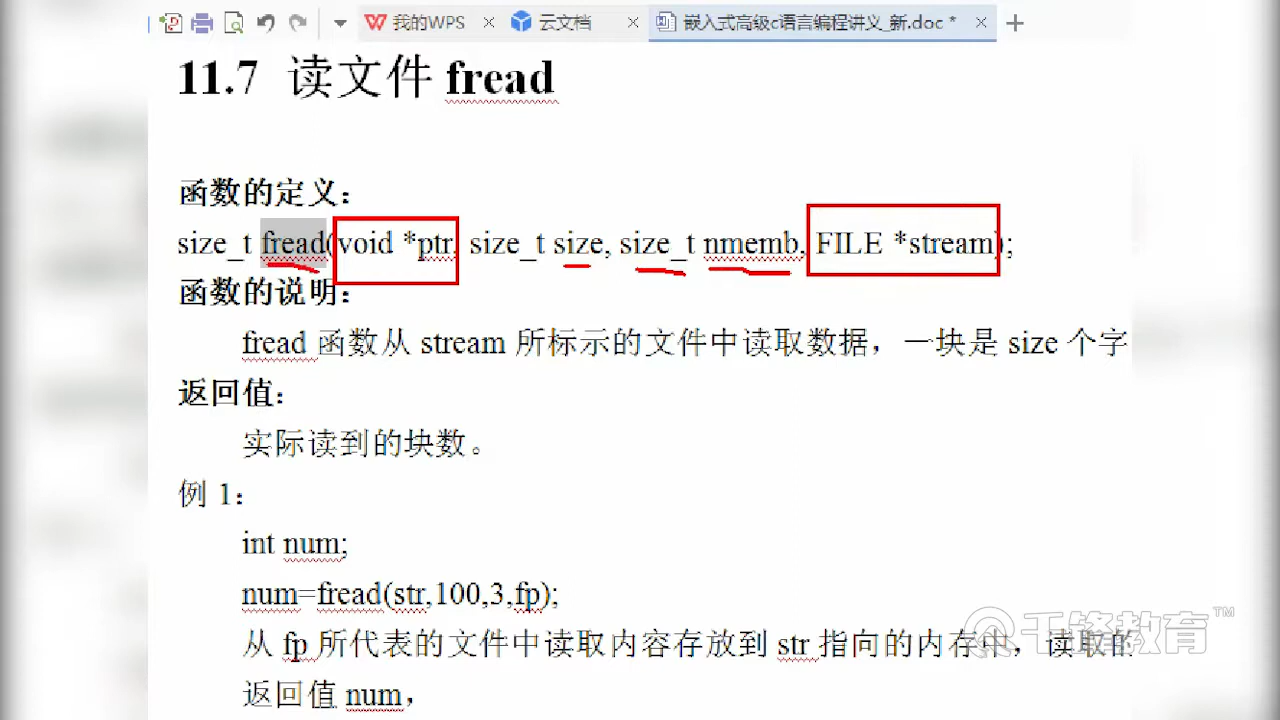 我的WPS 云文档 嵌入式高级c语言编程讲义_新.doc *
11.7 读文件 fread
函数的定义：
size_t fread(void *ptr, size_t size, size_t nmemb, FILE *stream);
函数的说明：
fread 函数从 stream 所标示的文件中读取数据，一块是 size 个字
返回值：
实际读到的块数。
例 1：
int num;
num=fread(str,100,3,fp);
从 fp 所代表的文件中读取内容存放到 str 指向的内存中，读取的
返回值 num，
千锋教育™